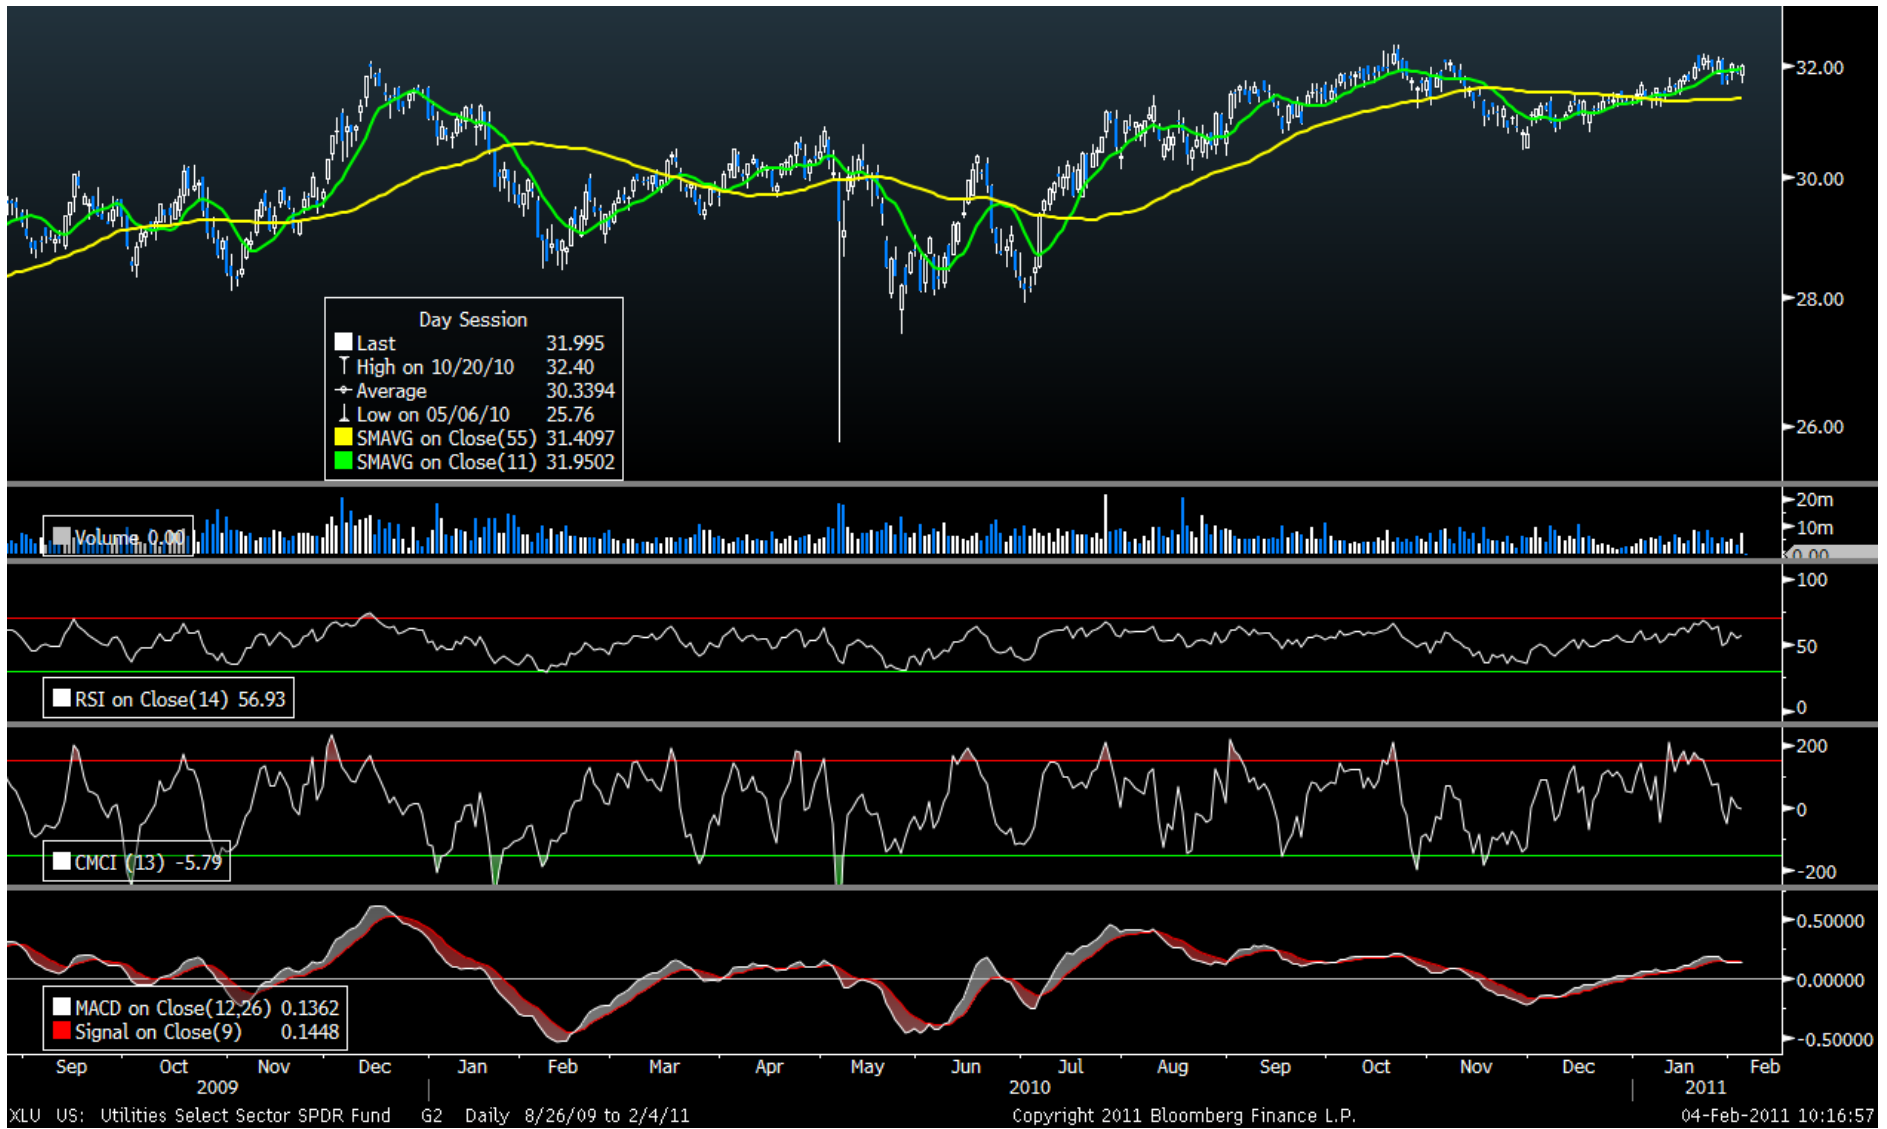 32.00
30.00
28.00
26.00
Day Session
Last 31.995
High on 10/20/10 32.40
Average 30.3394
Low on 05/06/10 25.76
SMAVG on Close(55) 31.4097
SMAVG on Close(11) 31.9502
20m
10m
0.00
Volume 0.00
100
50
0
RSI on Close(14) 56.93
200
0
-200
CMCI (13) -5.79
0.50000
0.00000
-0.50000
MACD on Close(12,26) 0.1362
Signal on Close(9) 0.1448
Sep Oct Nov Dec Jan Feb Mar Apr May Jun Jul Aug Sep Oct Nov Dec Jan Feb
2009 2010 2011
XLU US: Utilities Select Sector SPDR Fund G2 Daily 8/26/09 to 2/4/11 Copyright 2011 Bloomberg Finance L.P. 04-Feb-2011 10:16:57